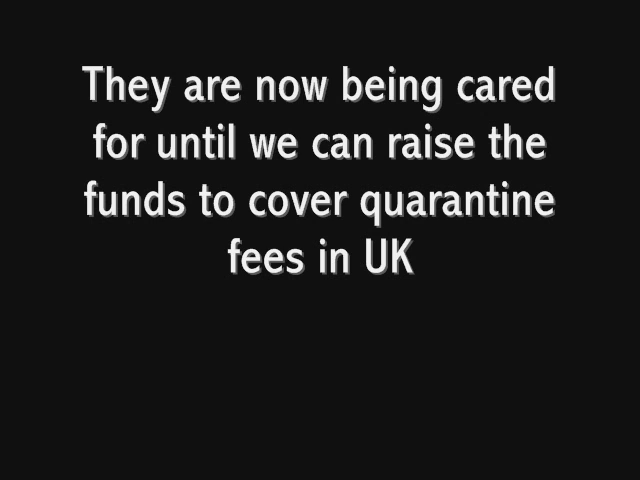 They are now being cared
for until we can raise the
funds to cover quarantine
fees in UK